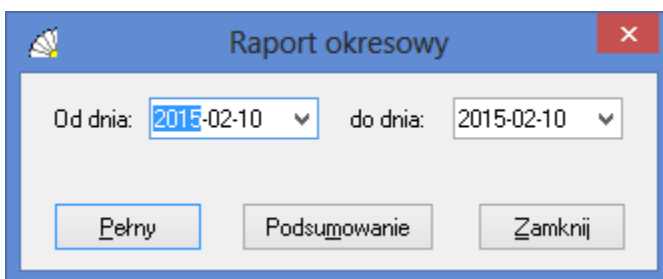 Raport okresowy
Od dnia: 2015-02-10 do dnia: 2015-02-10
Pełny Podsumowanie Zamknij